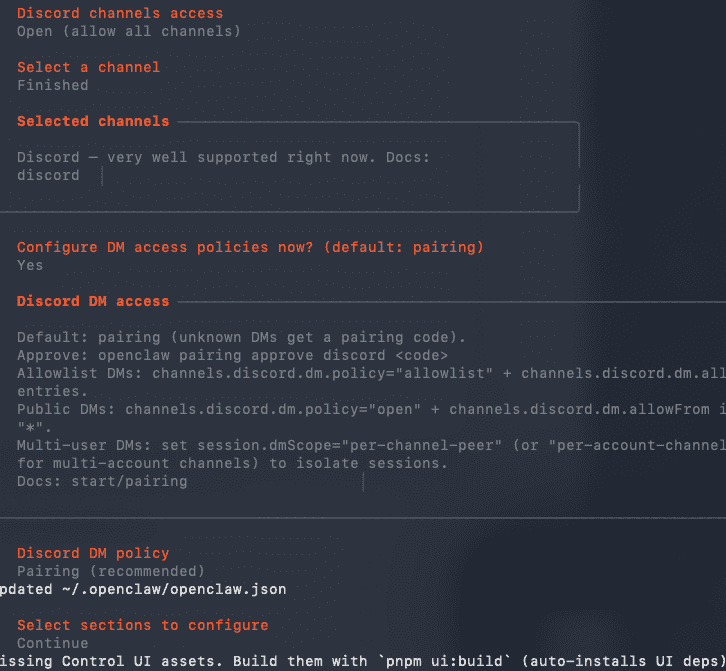 Discord channels access
Open (allow all channels)
Select a channel
Finished
Selected channels
Discord — very well supported right now. Docs:
discord
Configure DM access policies now? (default: pairing)
Yes
Discord DM access
Default: pairing (unknown DMs get a pairing code).
Approve: openclaw pairing approve discord <code>
Allowlist DMs: channels.discord.dm.policy="allowlist" + channels.discord.dm.all
entries.
Public DMs: channels.discord.dm.policy="open" + channels.discord.dm.allowFrom i
"*".
Multi-user DMs: set session.dmScope="per-channel-peer" (or "per-account-channel
for multi-account channels) to isolate sessions.
Docs: start/pairing
Discord DM policy
Pairing (recommended)
pdated ~/.openclaw/openclaw.json
Select sections to configure
Continue
issing Control UI assets. Build them with `pnpm ui:build` (auto-installs UI deps)